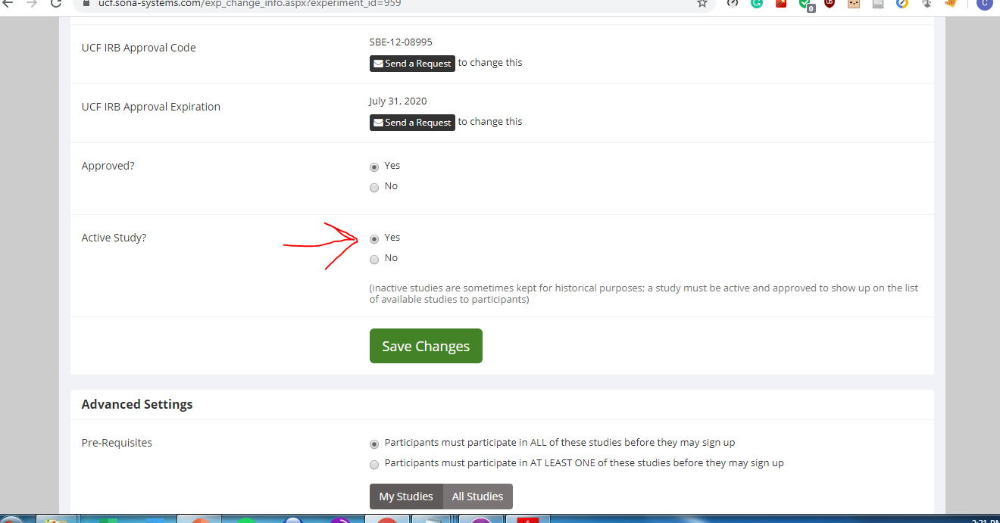 ucf.sona-systems.com/exp_change_info.aspx?experiment_id=959
0
C
UCF IRB Approval Code
SBE-12-08995
Send a Request to change this
UCF IRB Approval Expiration
July 31, 2020
Send a Request to change this
Approved?
Yes
No
Active Study?
Yes
No
(inactive studies are sometimes kept for historical purposes; a study must be active and approved to show up on the list
of available studies to participants)
Save Changes
Advanced Settings
Pre-Requisites
Participants must participate in ALL of these studies before they may sign up
Participants must participate in AT LEAST ONE of these studies before they may sign up
My Studies All Studies